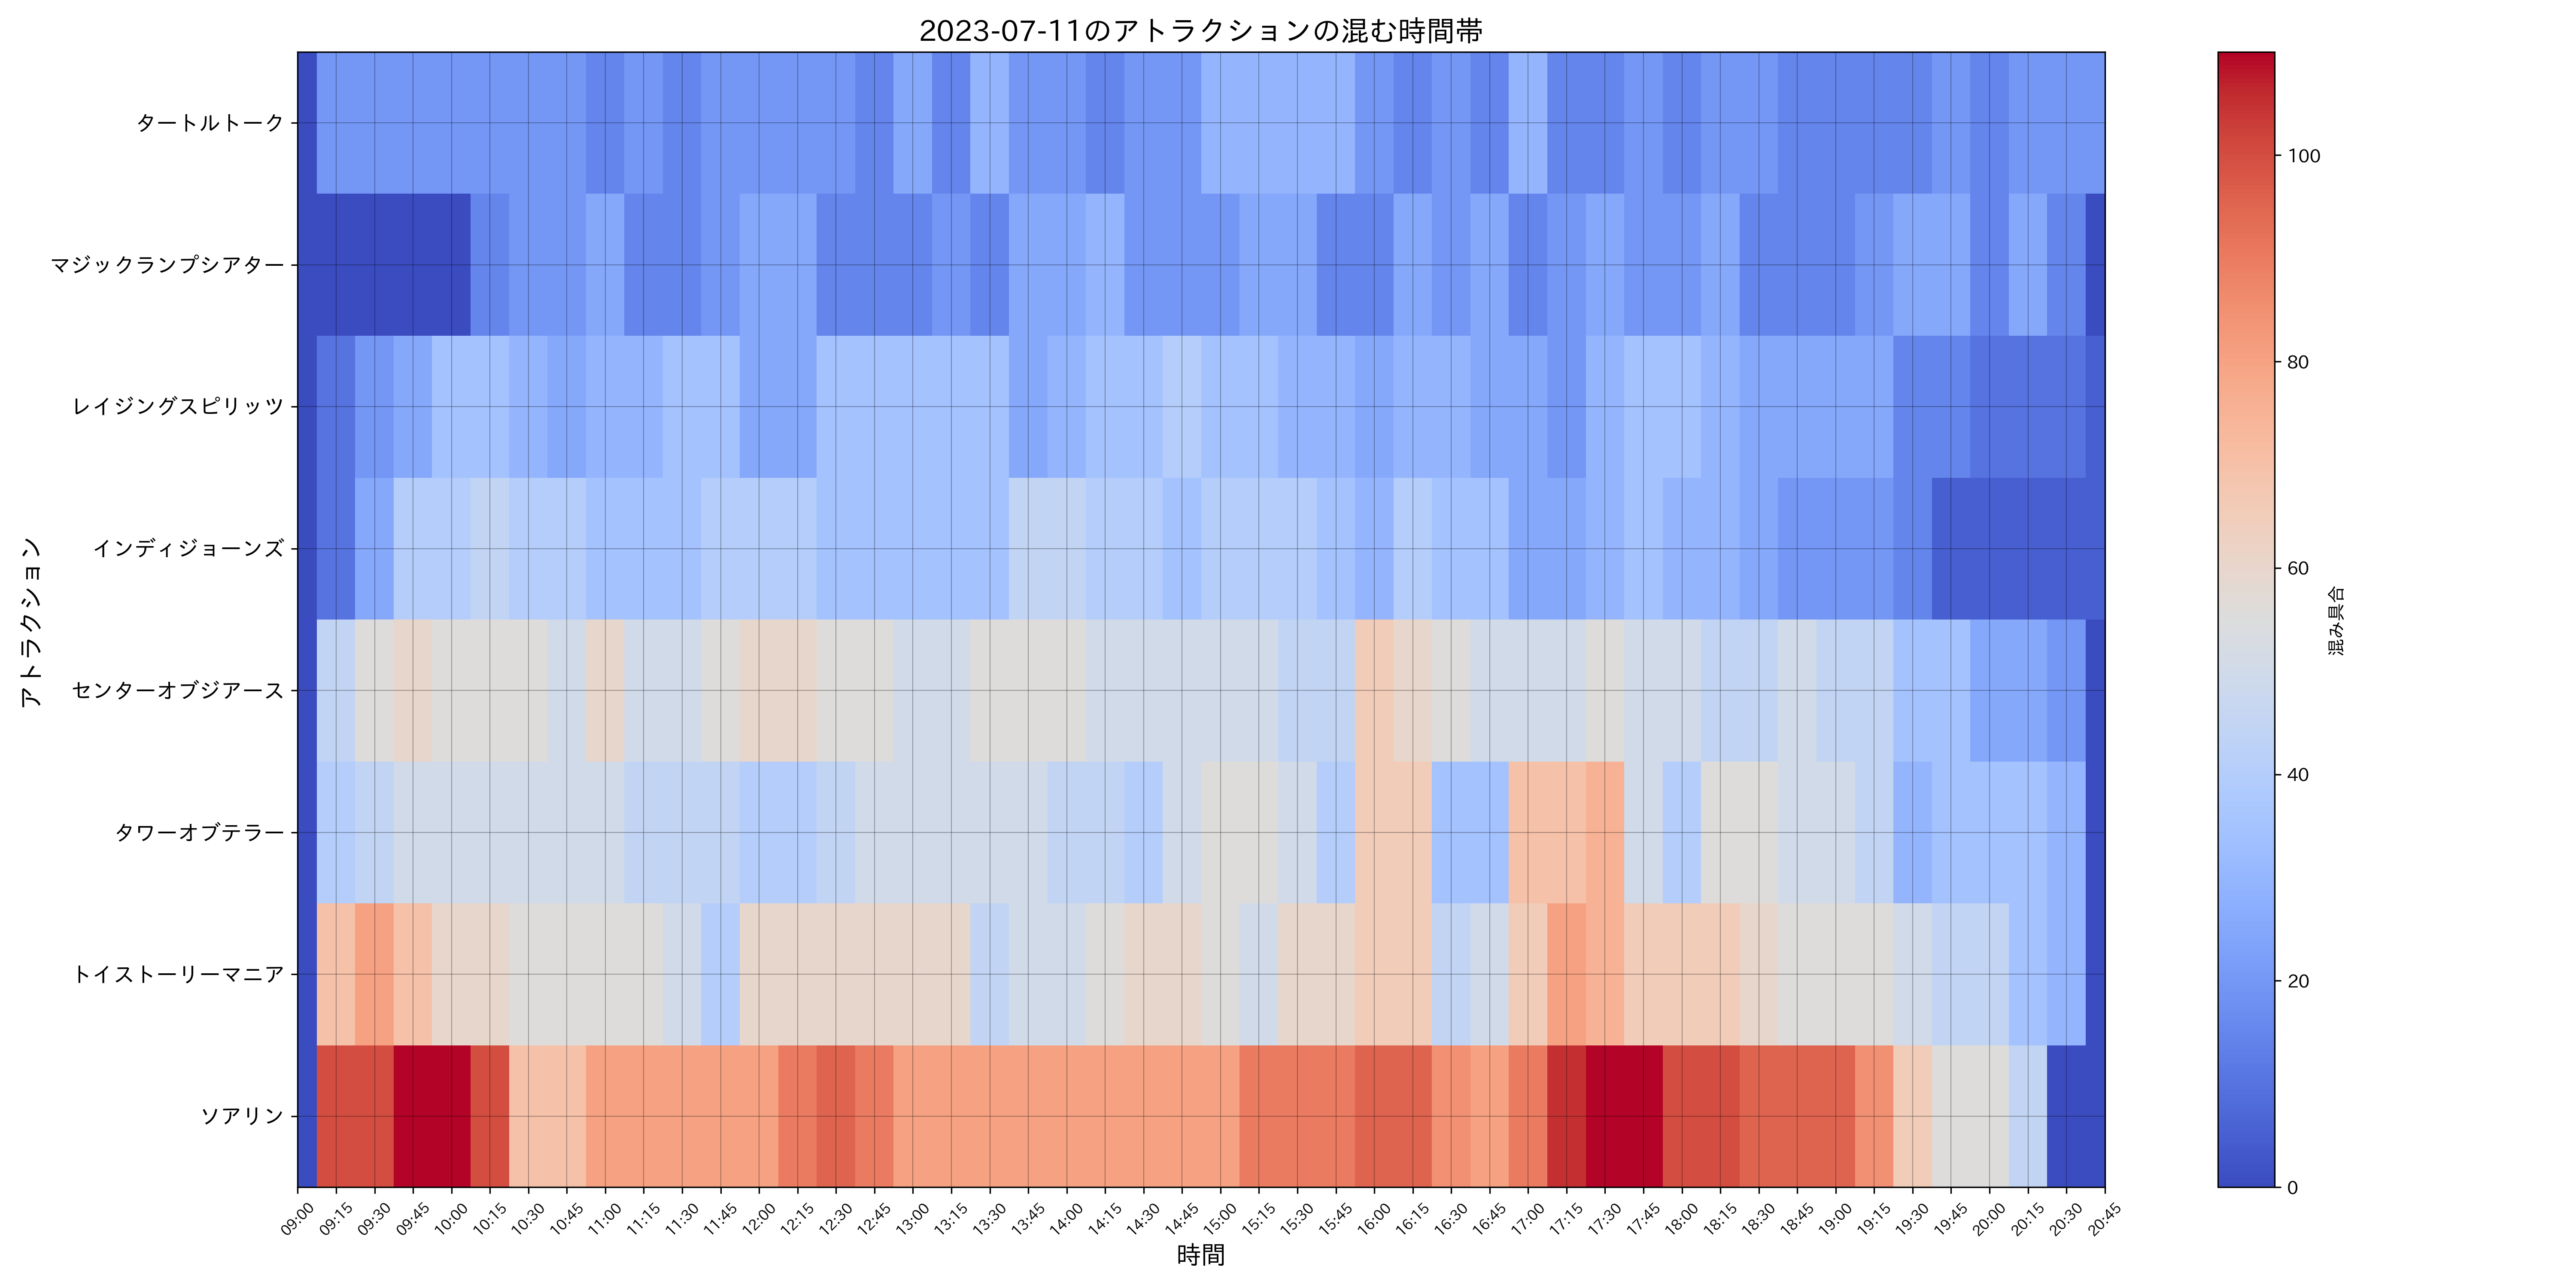 2023-07-11のアトラクションの混む時間帯
アトラクション
タートルトーク
マジックランプシアター
レイジングスピリッツ
インディジョーンズ
センターオブジアース
タワーオブテラー
トイストーリーマニア
ソアリン
09:00 09:15 09:30 09:45 10:00 10:15 10:30 10:45 11:00 11:15 11:30 11:45 12:00 12:15 12:30 12:45 13:00 13:15 13:30 13:45 14:00 14:15 14:30 14:45 15:00 15:15 15:30 15:45 16:00 16:15 16:30 16:45 17:00 17:15 17:30 17:45 18:00 18:15 18:30 18:45 19:00 19:15 19:30 19:45 20:00 20:15 20:30 20:45
時間
100
80
60
40
20
0
混み具合